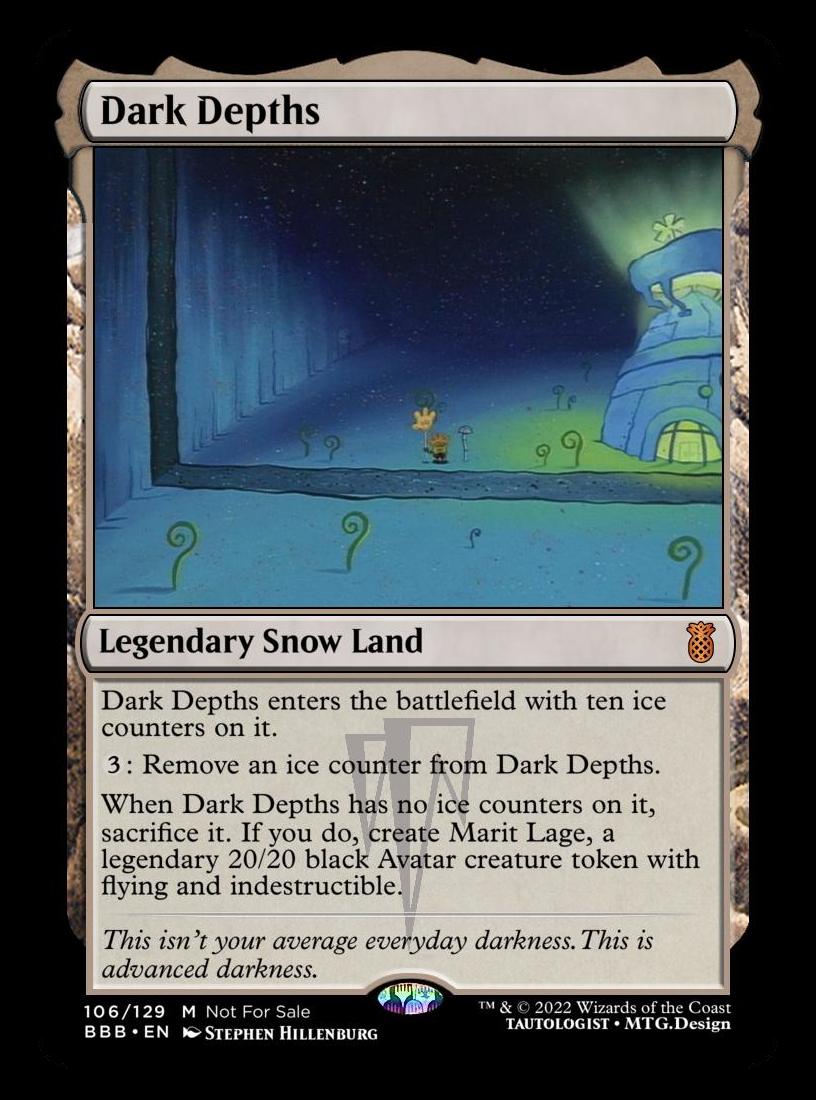 Dark Depths
Legendary Snow Land
Dark Depths enters the battlefield with ten ice
counters on it.
3: Remove an ice counter from Dark Depths.
When Dark Depths has no ice counters on it,
sacrifice it. If you do, create Marit Lage, a
legendary 20/20 black Avatar creature token with
flying and indestructible.
This isn't your average everyday darkness. This is
advanced darkness.
106/129 M Not For Sale
BBB • EN STEPHEN HILLENBURG
™ & © 2022 Wizards of the Coast
TAUTOLOGIST • MTG.Design